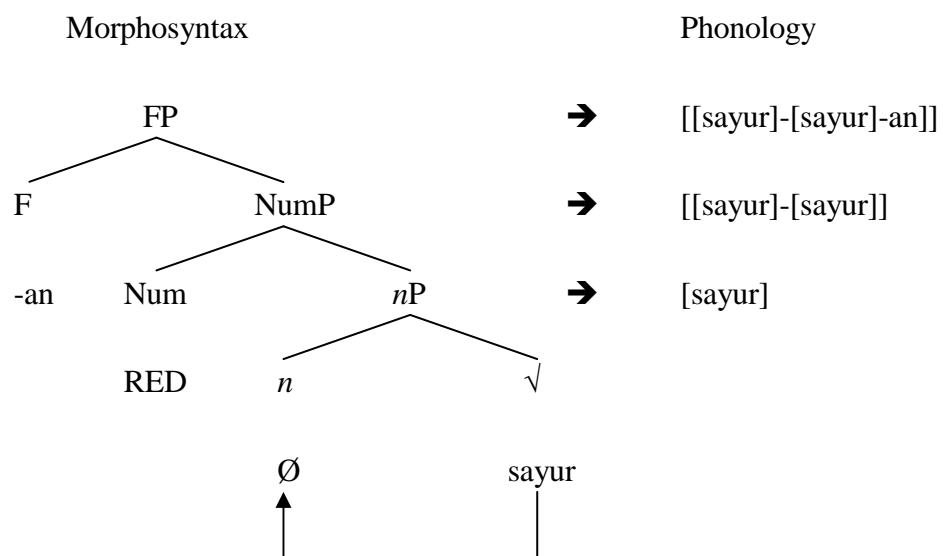 Morphosyntax Phonology
FP ➔ [[sayur]-[sayur]-an]]
F NumP ➔ [[sayur]-[sayur]]
-an Num nP ➔ [sayur]
RED n √
Ø sayur